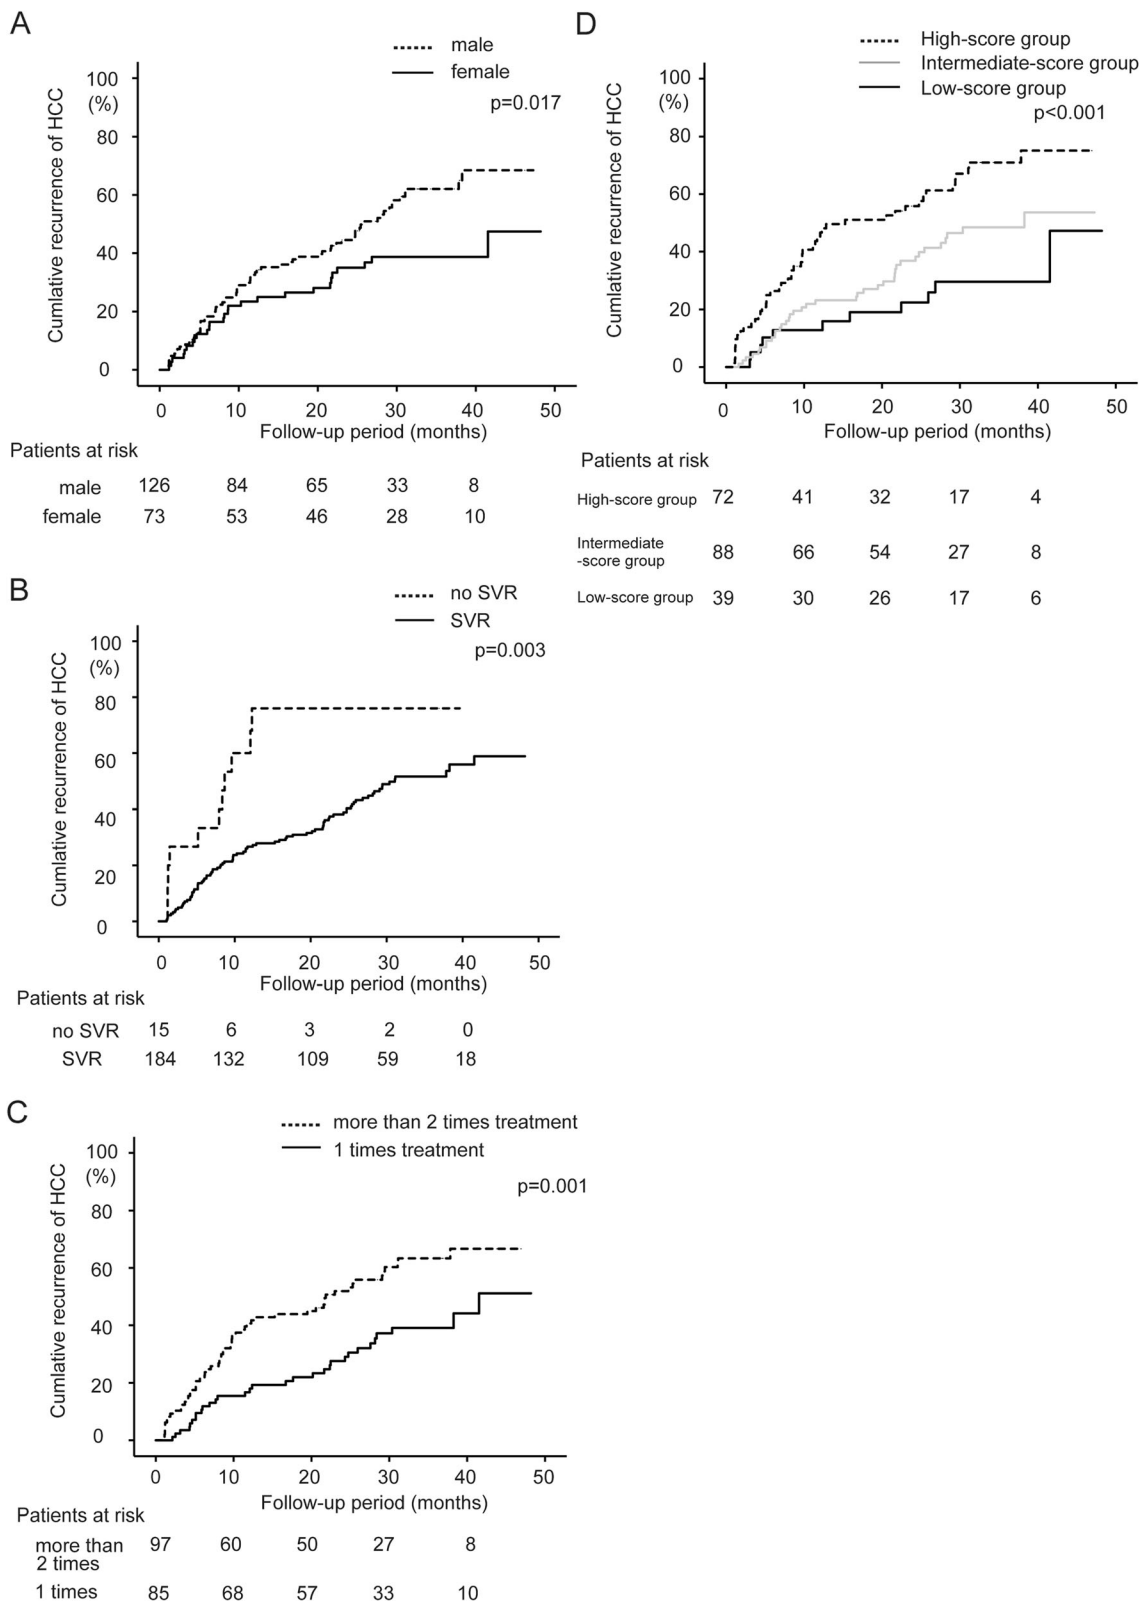 A
male
female
p=0.017
100
(%)
80
60
40
20
0
Cumlative recurrence of HCC
0 10 20 30 40 50
Follow-up period (months)
Patients at risk
male 126 84 65 33 8
female 73 53 46 28 10
B
no SVR
SVR
p=0.003
100
(%)
80
60
40
20
0
Cumlative recurrence of HCC
0 10 20 30 40 50
Follow-up period (months)
Patients at risk
no SVR 15 6 3 2 0
SVR 184 132 109 59 18
C
more than 2 times treatment
1 times treatment
p=0.001
100
(%)
80
60
40
20
0
Cumlative recurrence of HCC
0 10 20 30 40 50
Follow-up period (months)
Patients at risk
more than 97 60 50 27 8
2 times
1 times 85 68 57 33 10
D
High-score group
Intermediate-score group
Low-score group
p<0.001
100
(%)
80
60
40
20
0
Cumlative recurrence of HCC
0 10 20 30 40 50
Follow-up period (months)
Patients at risk
High-score group 72 41 32 17 4
Intermediate
-score group 88 66 54 27 8
Low-score group 39 30 26 17 6